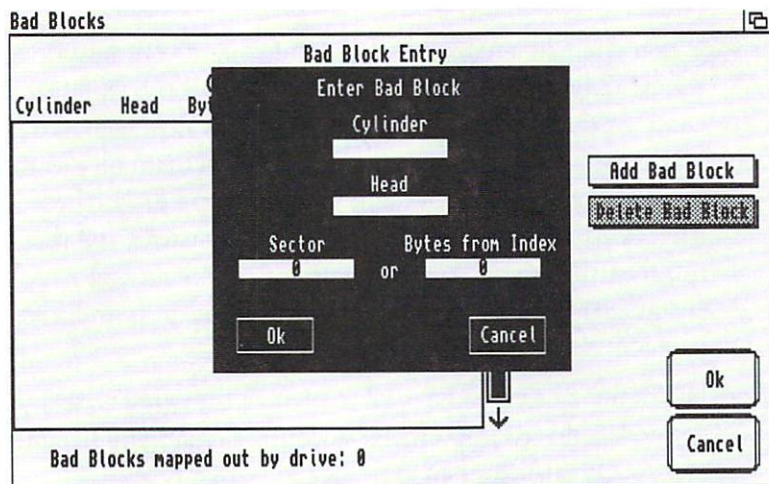 Bad Blocks
Bad Block Entry
Cylinder Head
Enter Bad Block
Cylinder
Head
Sector or Bytes from Index
0 0
Ok Cancel
Add Bad Block
Delete Bad Block
Ok
Cancel
Bad Blocks mapped out by drive: 0